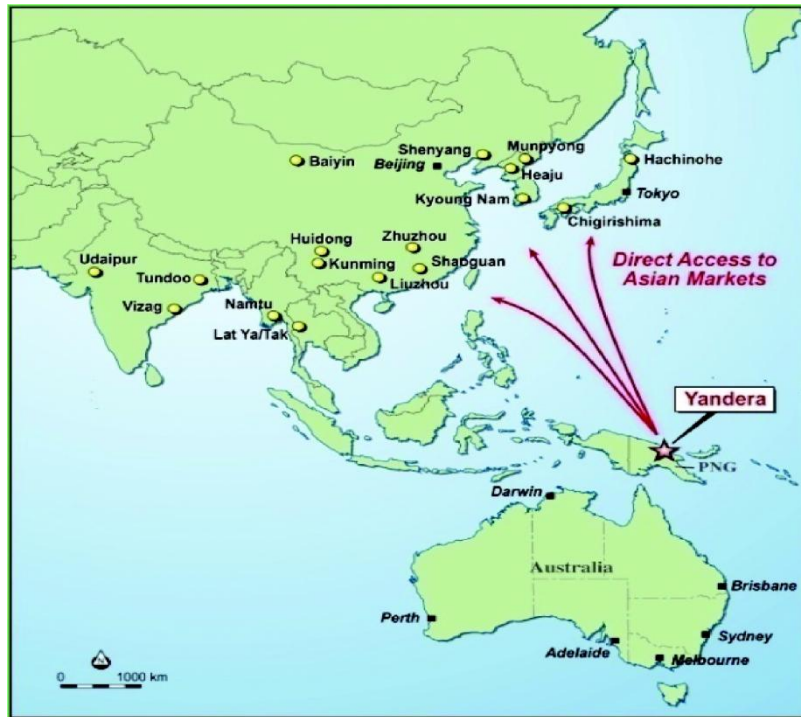 Shenyang
Munpyong
Baiyin
Beijing
Heaju
Hachinohe
Kyoung Nam
Tokyo
Chigirishima
Huidong
Zhuzhou
Direct Access to
Asian Markets
Udaipur
Kunming
Shaoguan
Tundoo
Liuzhou
Vizag
Namtu
Lat Ya/Tak
Yandera
PNG
Darwin
Australia
Brisbane
Perth
Sydney
Adelaide
Melbourne
N
0 1000 km